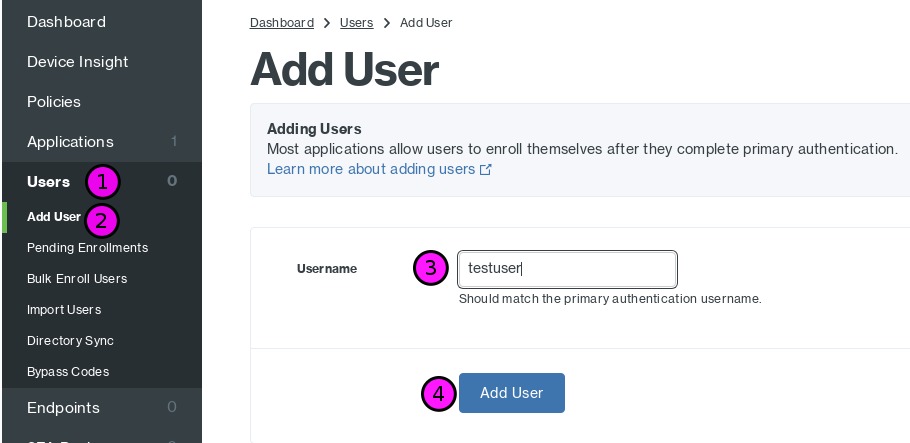 Dashboard
Device Insight
Policies
Applications 1
Users 1 0
Add User 2
Pending Enrollments
Bulk Enroll Users
Import Users
Directory Sync
Bypass Codes
Endpoints 0
Dashboard > Users > Add User
Add User
Adding Users
Most applications allow users to enroll themselves after they complete primary authentication.
Learn more about adding users
Username 3 testuser
Should match the primary authentication username.
4 Add User